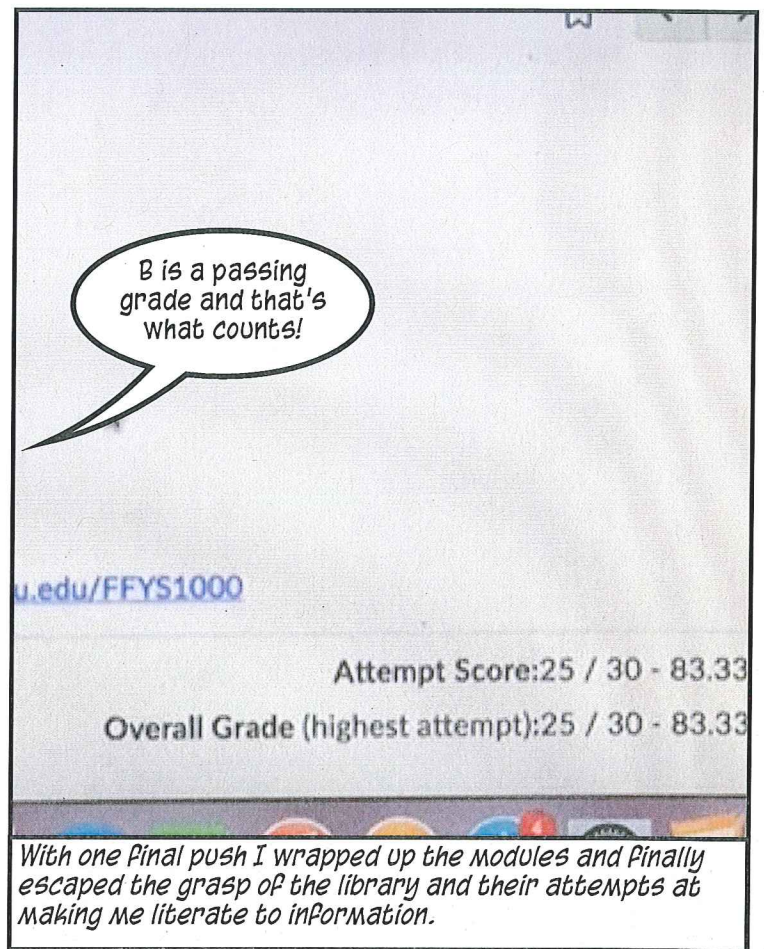 B is a passing
grade and that's
what counts!
u.edu/FFYS1000
Attempt Score:25 / 30 - 83.33
Overall Grade (highest attempt):25 / 30 - 83.33
4
With one final push I wrapped up the modules and finally
escaped the grasp of the library and their attempts at
making me literate to information.